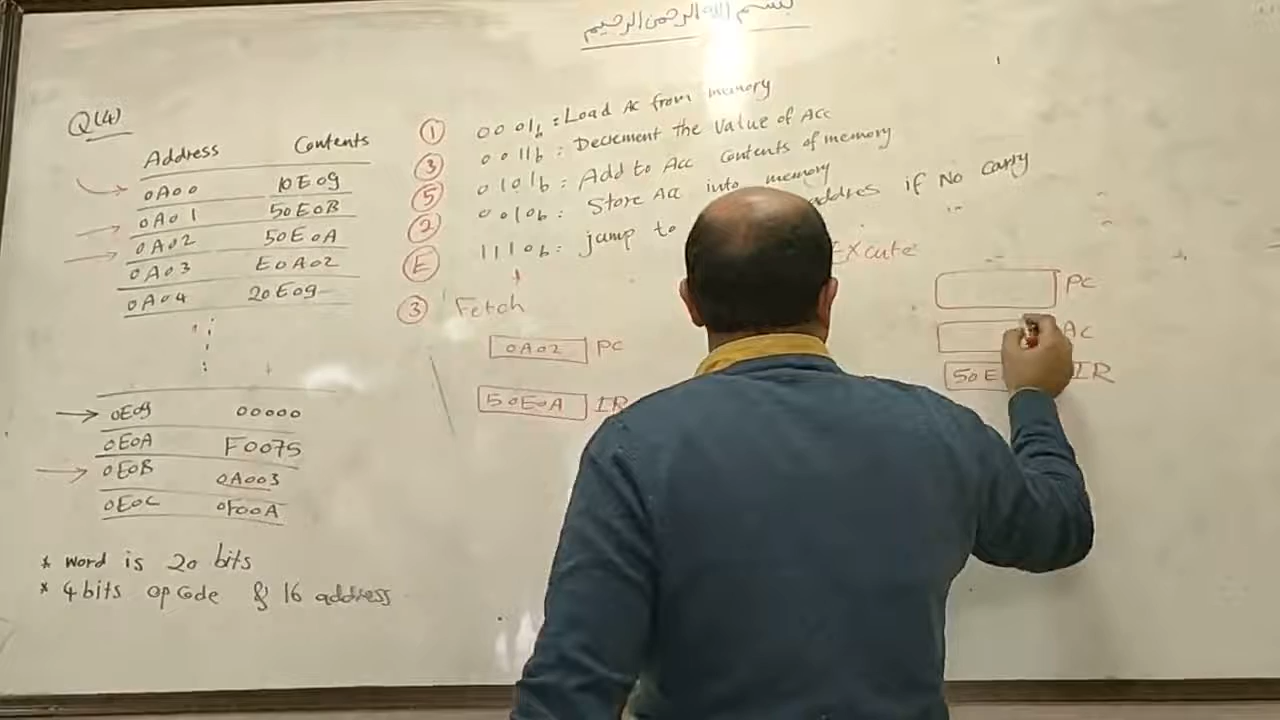 بسم الله الرحمن الرحيم
Q(4)
Address Contents
0A00 10E09
0A01 50E0B
0A02 50E0A
0A03 E0A02
0A04 20E09
0E09 00000
0E0A F0075
0E0B 0A003
0E0C 0F00A
* word is 20 bits
* 4 bits opcode & 16 address
① 0001b : Load Ac from memory
③ 0011b : Decrement the value of Acc
⑤ 0101b : Add to Acc Contents of memory
② 0010b : Store Acc into memory
Ⓔ 1110b : jump to addres if No carry
③ Fetch
0A02 PC
50E0A IR
EXcute
PC
AC
50E IR